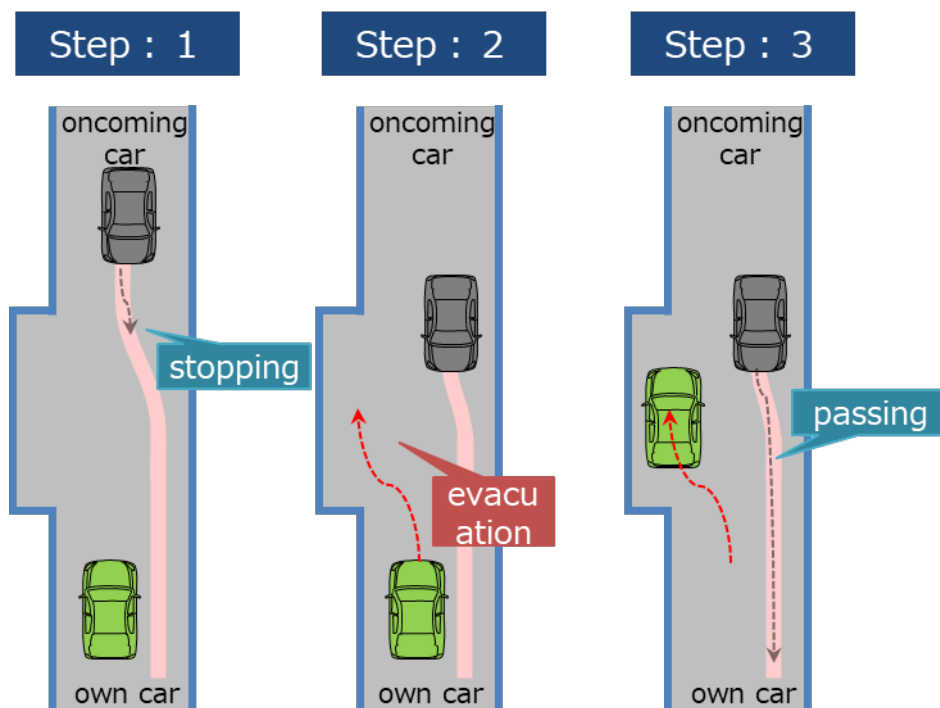 Step : 1
oncoming
car
stopping
own car
Step : 2
oncoming
car
evacu
ation
own car
Step : 3
oncoming
car
passing
own car